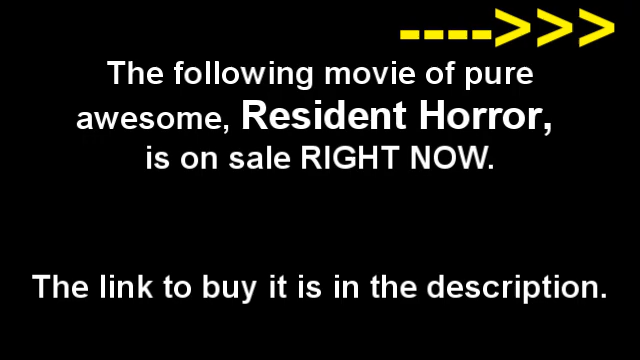 ---->>>
The following movie of pure
awesome, Resident Horror,
is on sale RIGHT NOW.
The link to buy it is in the description.